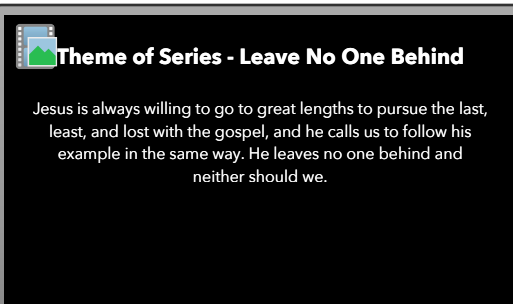 Theme of Series - Leave No One Behind
Jesus is always willing to go to great lengths to pursue the last,
least, and lost with the gospel, and he calls us to follow his
example in the same way. He leaves no one behind and
neither should we.